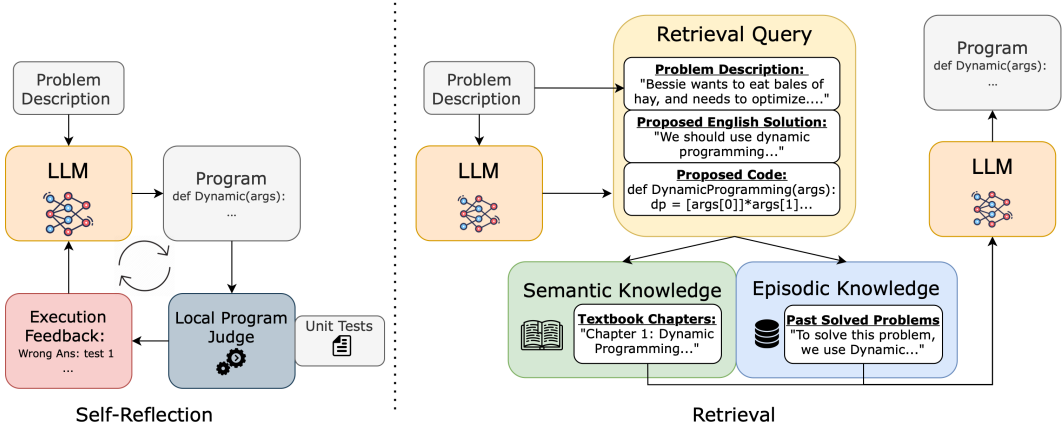 Problem
Description
LLM
Program
def Dynamic(args):
...
Execution
Feedback:
Wrong Ans: test 1
...
Local Program
Judge
Unit Tests
Self-Reflection
Problem
Description
LLM
Retrieval Query
Problem Description:
"Bessie wants to eat bales of
hay, and needs to optimize...."
Proposed English Solution:
"We should use dynamic
programming..."
Proposed Code:
def DynamicProgramming(args):
dp = [args[0]]*args[1]...
Semantic Knowledge
Textbook Chapters:
"Chapter 1: Dynamic
Programming..."
Episodic Knowledge
Past Solved Problems
"To solve this problem,
we use Dynamic..."
Program
def Dynamic(args):
...
LLM
Retrieval